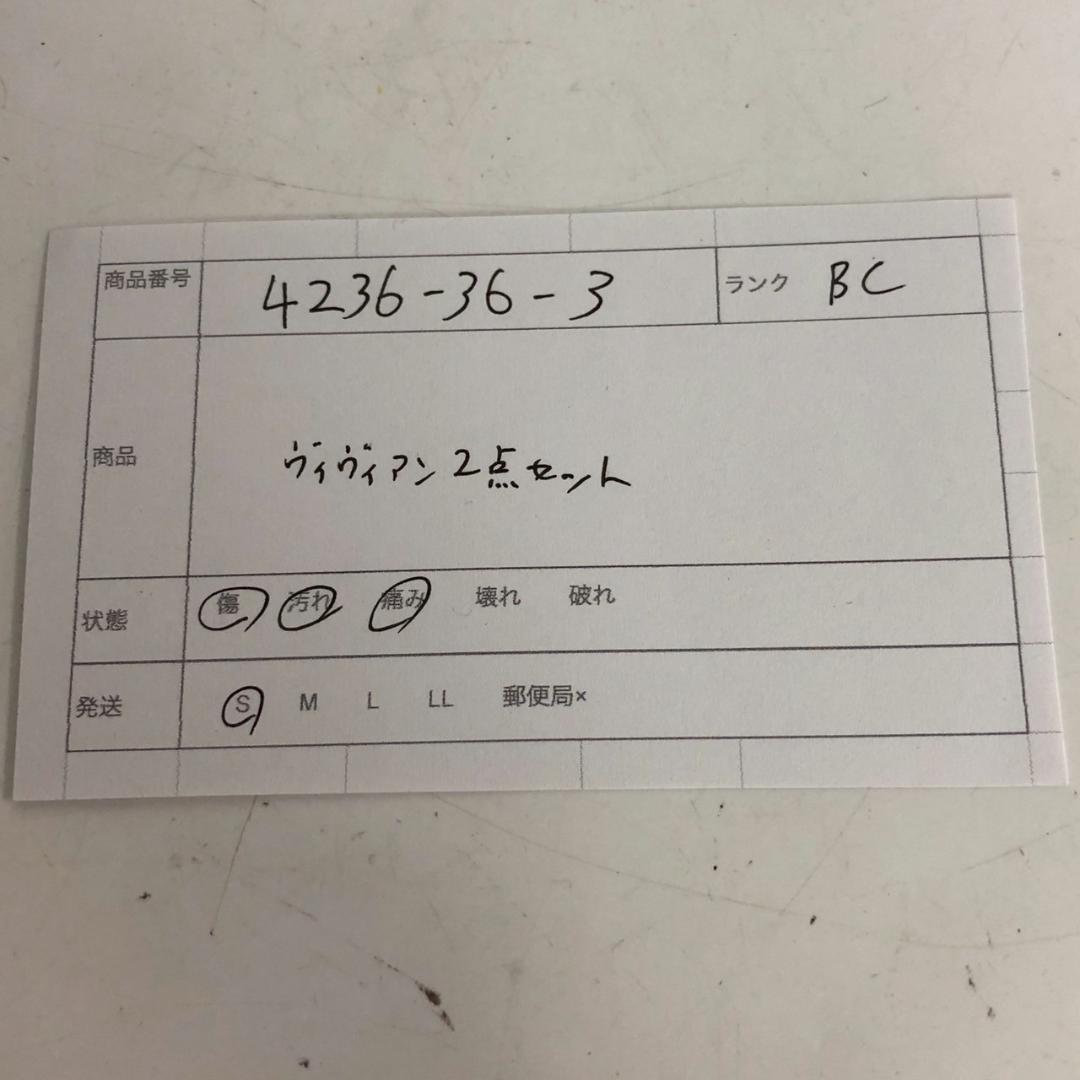 商品番号 4236-36-3 ランク BC
商品 ヴィヴィアン2点セット
状態 傷 汚れ 痛み 壊れ 破れ
発送 S M L LL 郵便局×